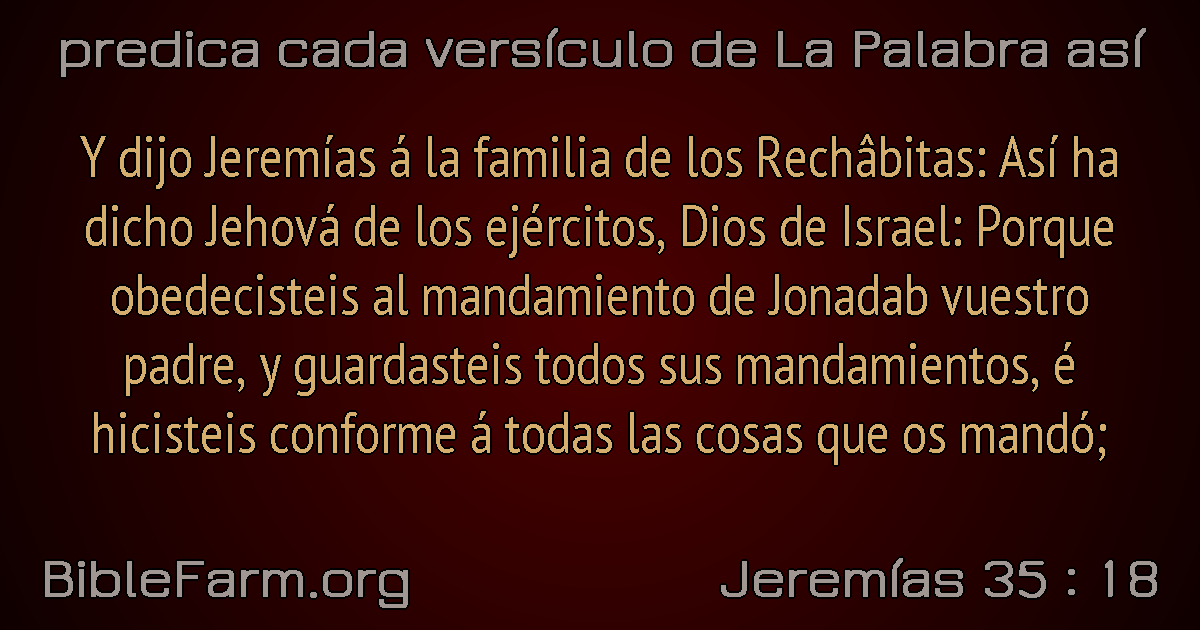 predica cada versículo de La Palabra así
Y dijo Jeremías á la familia de los Rechâbitas: Así ha
dicho Jehová de los ejércitos, Dios de Israel: Porque
obedecisteis al mandamiento de Jonadab vuestro
padre, y guardasteis todos sus mandamientos, é
hicisteis conforme á todas las cosas que os mandó;
BibleFarm.org
Jeremías 35 : 18